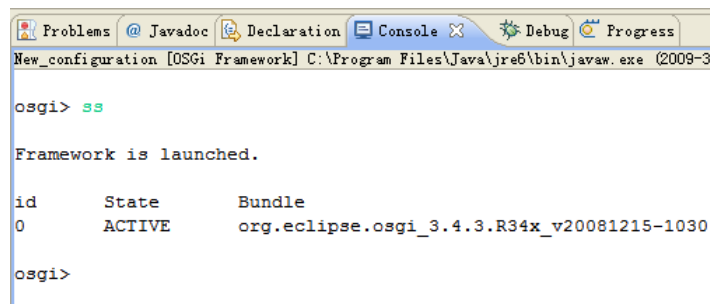 Problems @ Javadoc Declaration Console Debug Progress
New_configuration [OSGi Framework] C:\Program Files\Java\jre6\bin\javaw.exe (2009-3
osgi> ss
Framework is launched.
id State Bundle
0 ACTIVE org.eclipse.osgi_3.4.3.R34x_v20081215-1030
osgi>